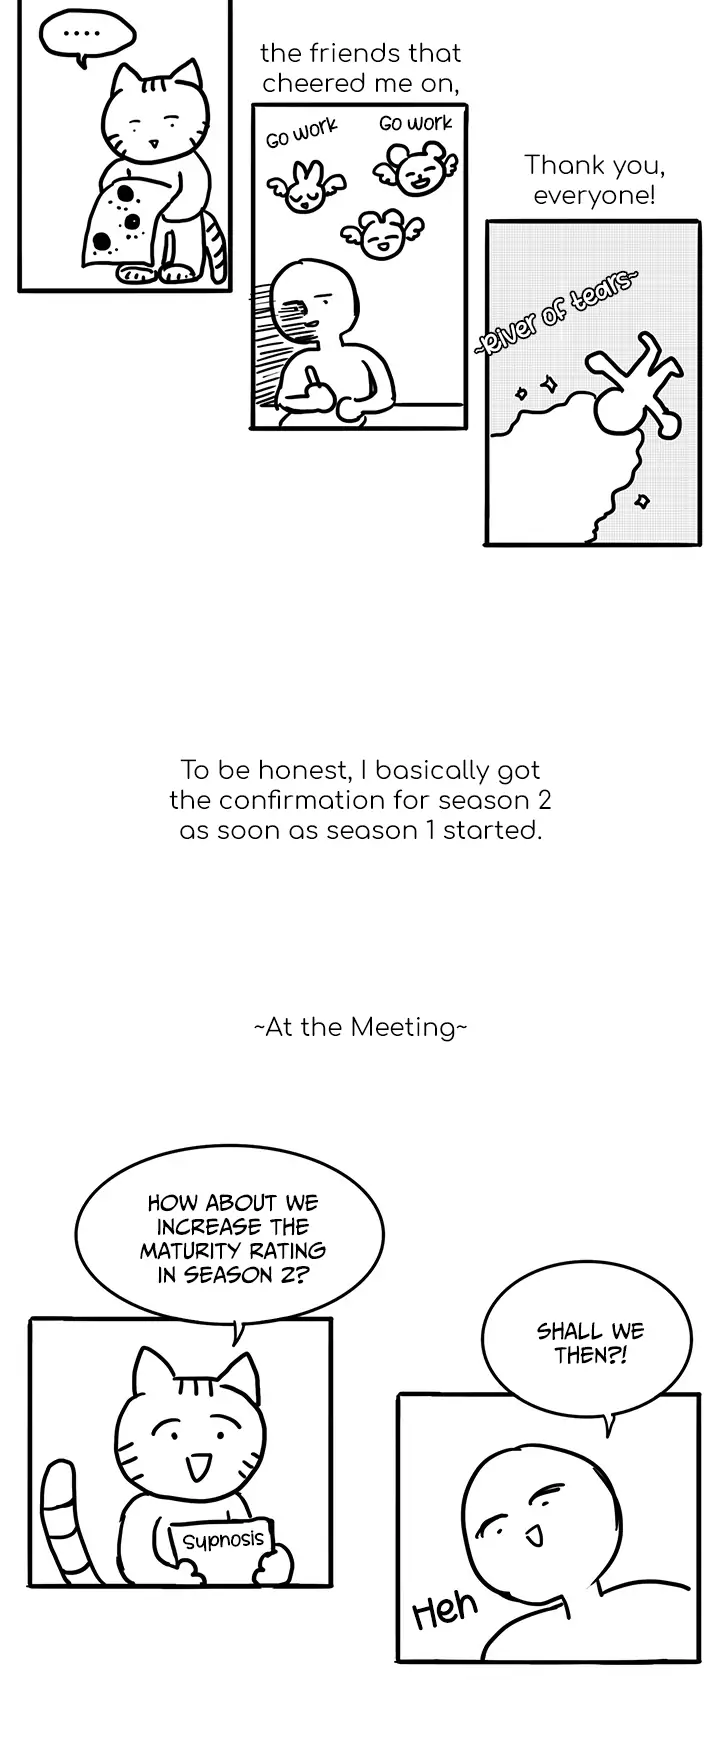 ....
the friends that
cheered me on,
Go work
Go work
Thank you,
everyone!
~River of tears~
To be honest, I basically got
the confirmation for season 2
as soon as season 1 started.
~At the Meeting~
HOW ABOUT WE
INCREASE THE
MATURITY RATING
IN SEASON 2?
Supnosis
SHALL WE
THEN?!
Heh